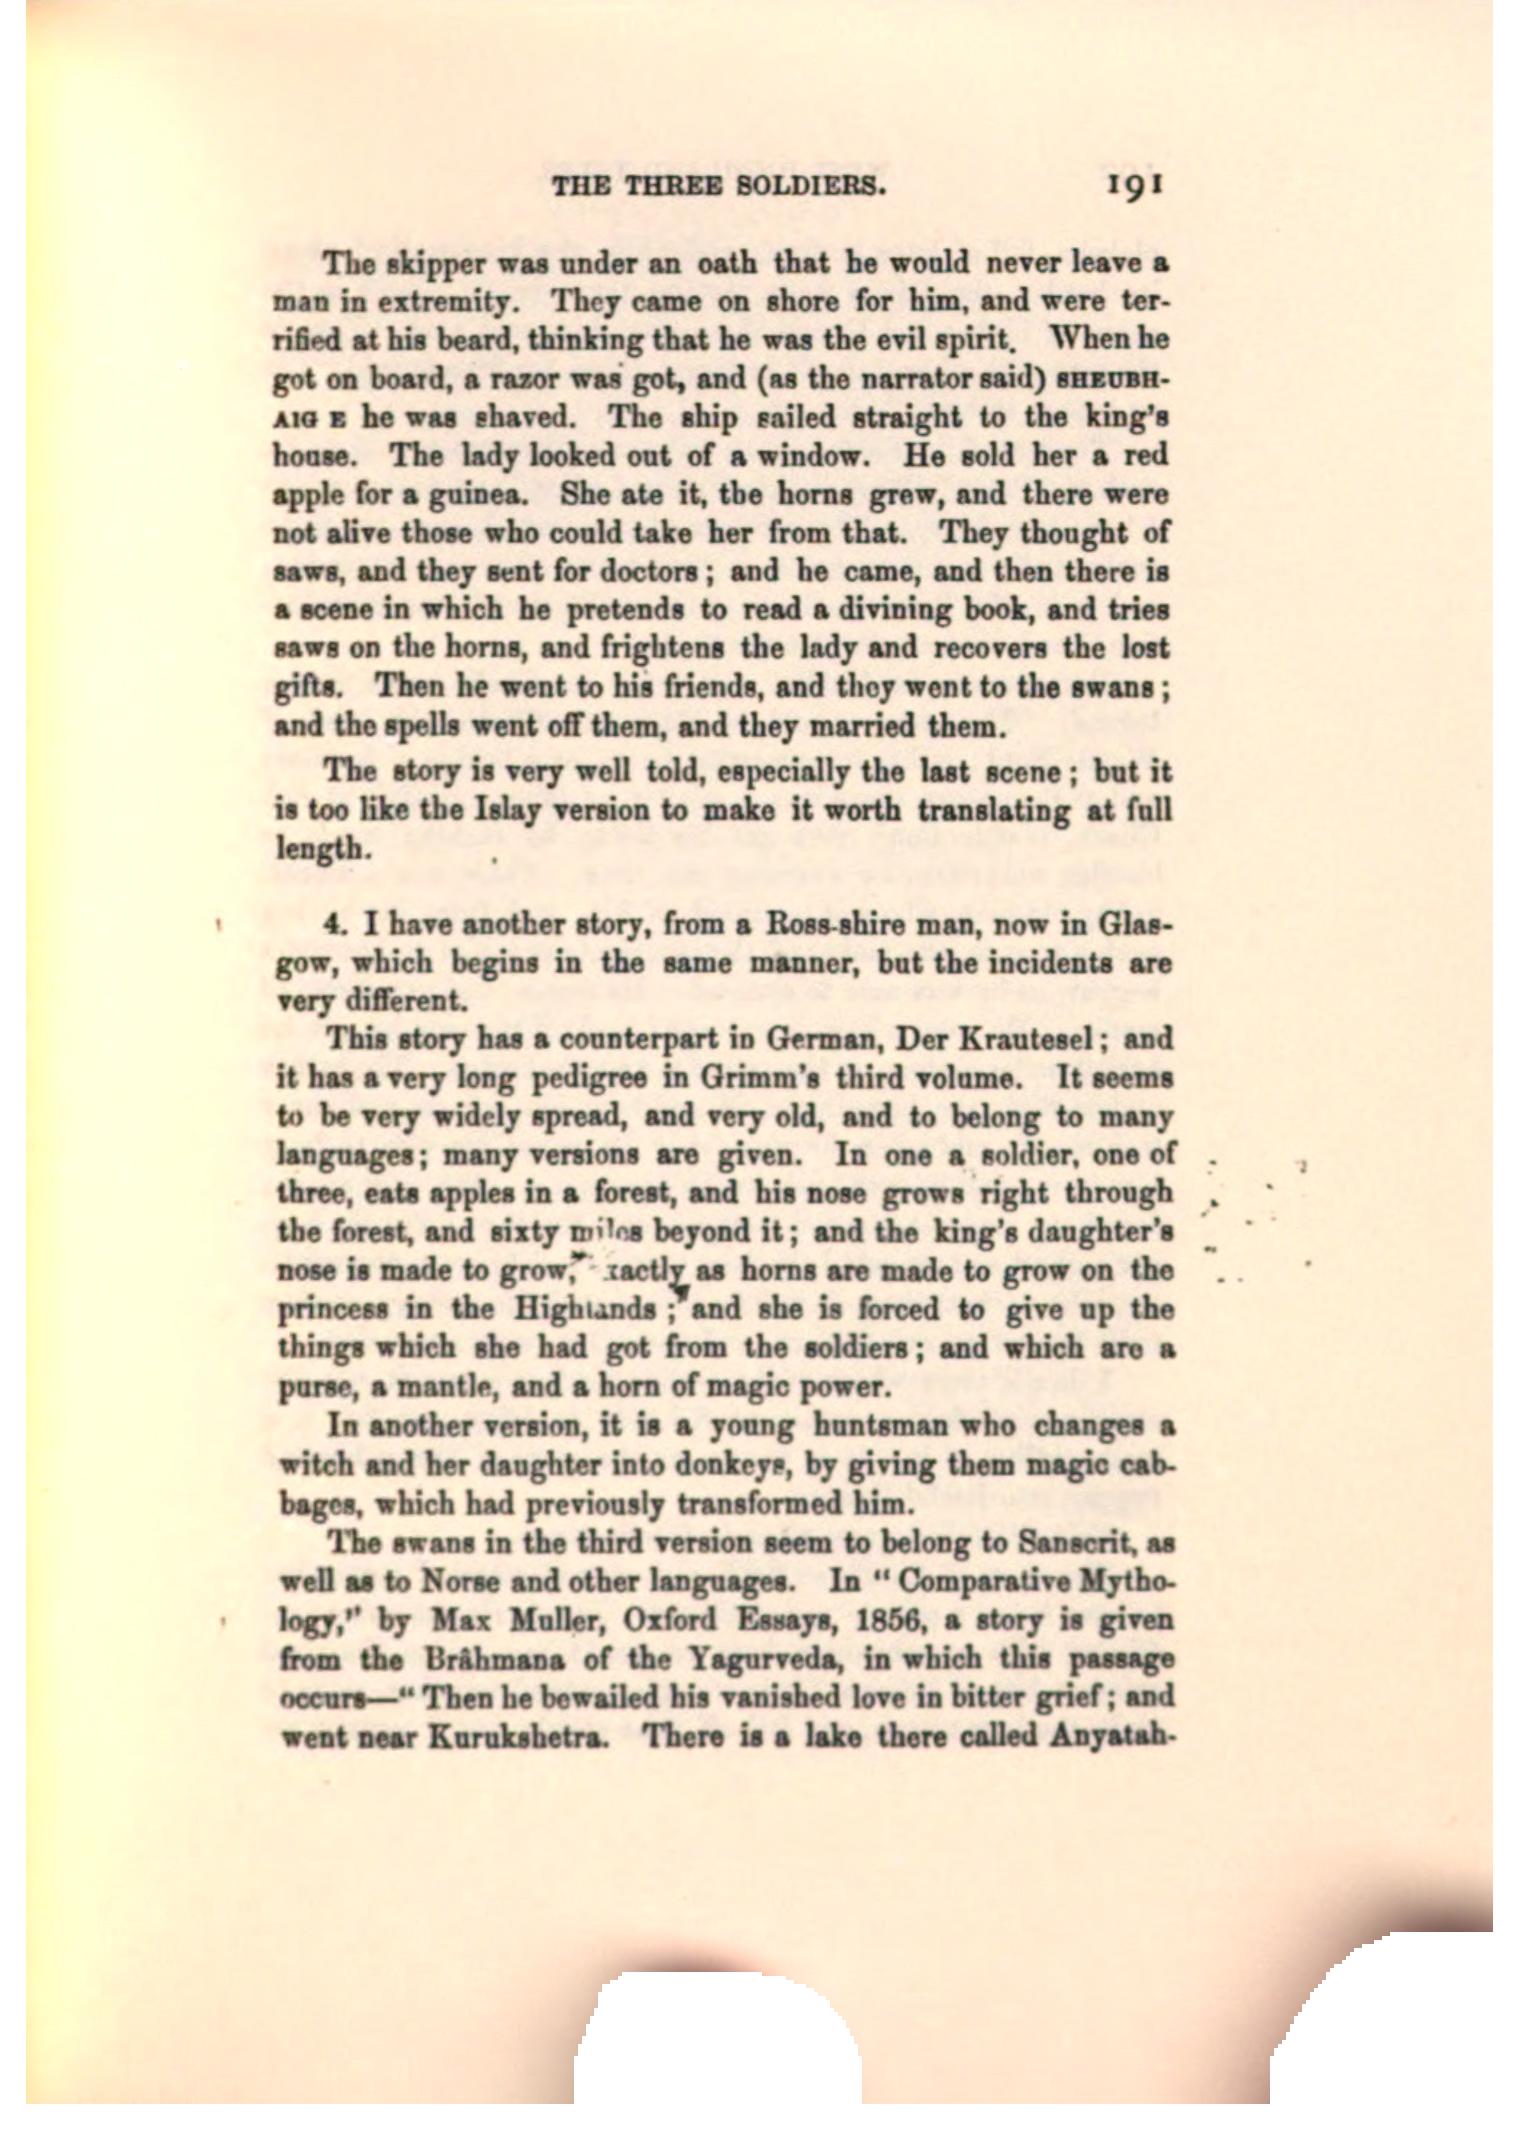 THE THREE SOLDIERS. 191
The skipper was under an oath that he would never leave a
man in extremity. They came on shore for him, and were ter-
rified at his beard, thinking that he was the evil spirit. When he
got on board, a razor was got, and (as the narrator said) SHEUBH-
AIG E he was shaved. The ship sailed straight to the king's
house. The lady looked out of a window. He sold her a red
apple for a guinea. She ate it, the horns grew, and there were
not alive those who could take her from that. They thought of
saws, and they sent for doctors; and he came, and then there is
a scene in which he pretends to read a divining book, and tries
saws on the horns, and frightens the lady and recovers the lost
gifts. Then he went to his friends, and they went to the swans;
and the spells went off them, and they married them.
The story is very well told, especially the last scene; but it
is too like the Islay version to make it worth translating at full
length.
4. I have another story, from a Ross-shire man, now in Glas-
gow, which begins in the same manner, but the incidents are
very different.
This story has a counterpart in German, Der Krautesel; and
it has a very long pedigree in Grimm's third volume. It seems
to be very widely spread, and very old, and to belong to many
languages; many versions are given. In one a soldier, one of
three, eats apples in a forest, and his nose grows right through
the forest, and sixty miles beyond it; and the king's daughter's
nose is made to grow, exactly as horns are made to grow on the
princess in the Highlands; and she is forced to give up the
things which she had got from the soldiers; and which are a
purse, a mantle, and a horn of magic power.
In another version, it is a young huntsman who changes a
witch and her daughter into donkeys, by giving them magic cab-
bages, which had previously transformed him.
The swans in the third version seem to belong to Sanscrit, as
well as to Norse and other languages. In "Comparative Mytho-
logy," by Max Muller, Oxford Essays, 1856, a story is given
from the Brâhmana of the Yagurveda, in which this passage
occurs—"Then he bewailed his vanished love in bitter grief; and
went near Kurukshetra. There is a lake there called Anyatah-